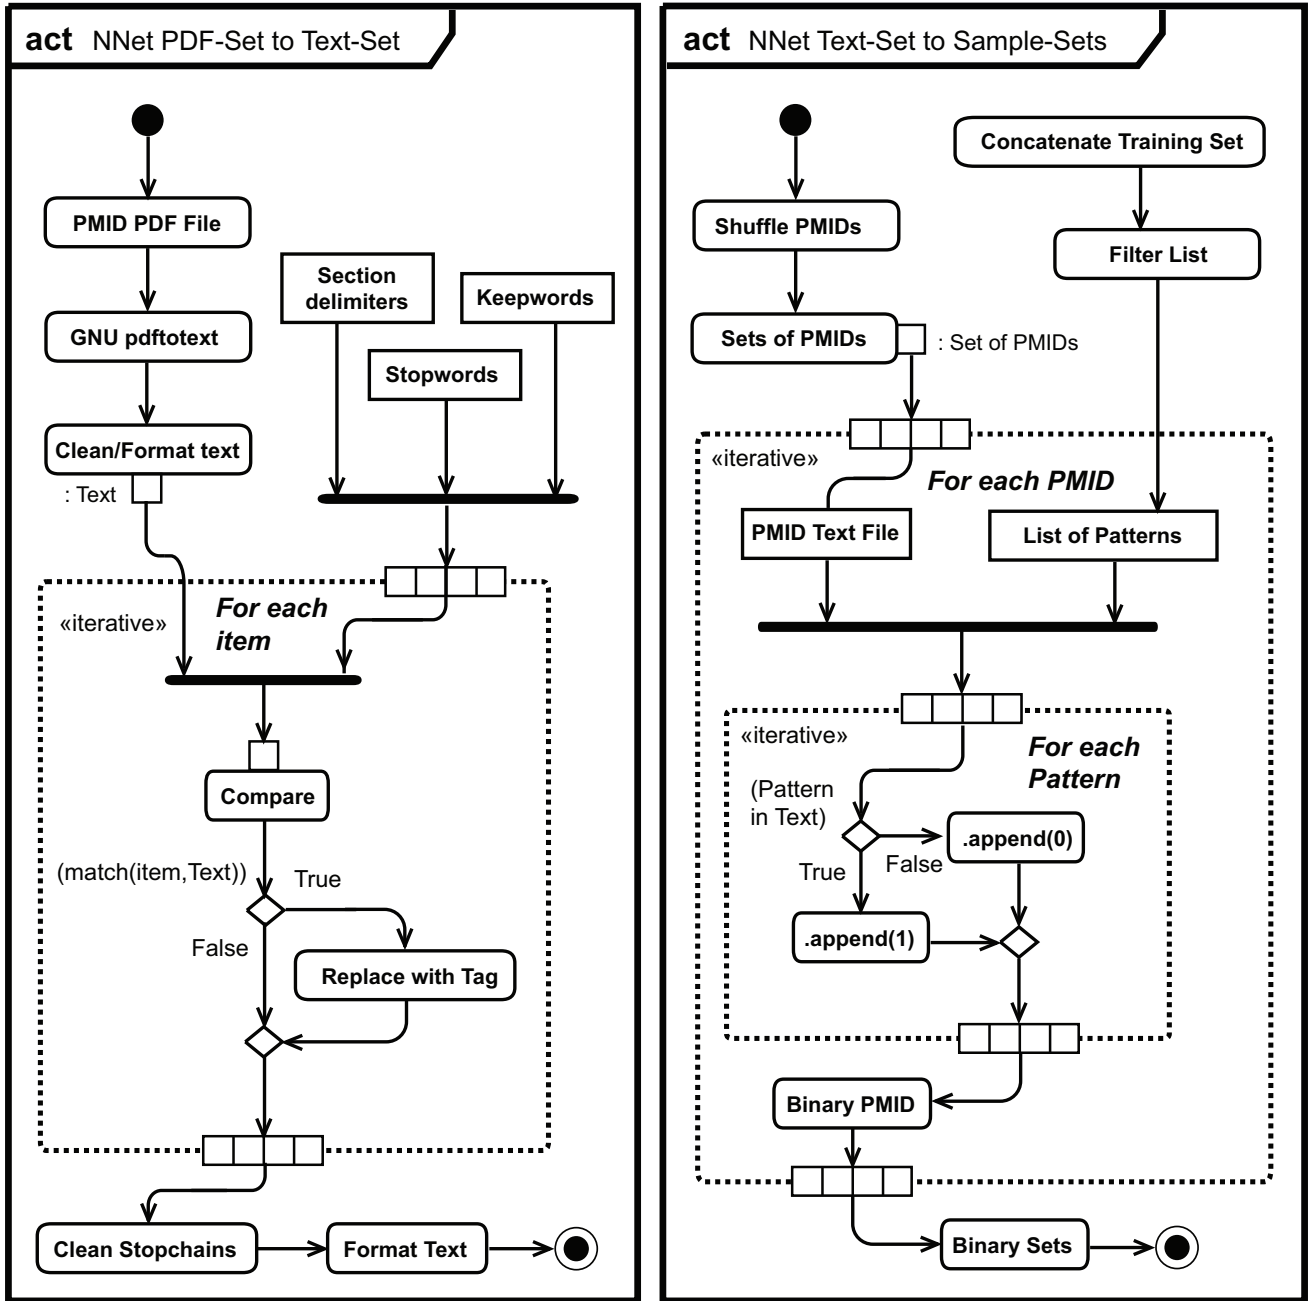 act NNet PDF-Set to Text-Set
PMID PDF File
GNU pdftotext
Clean/Format text
: Text
Section
delimiters
Keepwords
Stopwords
«iterative»
For each
item
Compare
(match(item,Text))
True
False
Replace with Tag
Clean Stopchains
Format Text
act NNet Text-Set to Sample-Sets
Shuffle PMIDs
Sets of PMIDs
: Set of PMIDs
Concatenate Training Set
Filter List
«iterative»
For each PMID
PMID Text File
List of Patterns
«iterative»
For each
Pattern
(Pattern
in Text)
True
False
.append(0)
.append(1)
Binary PMID
Binary Sets